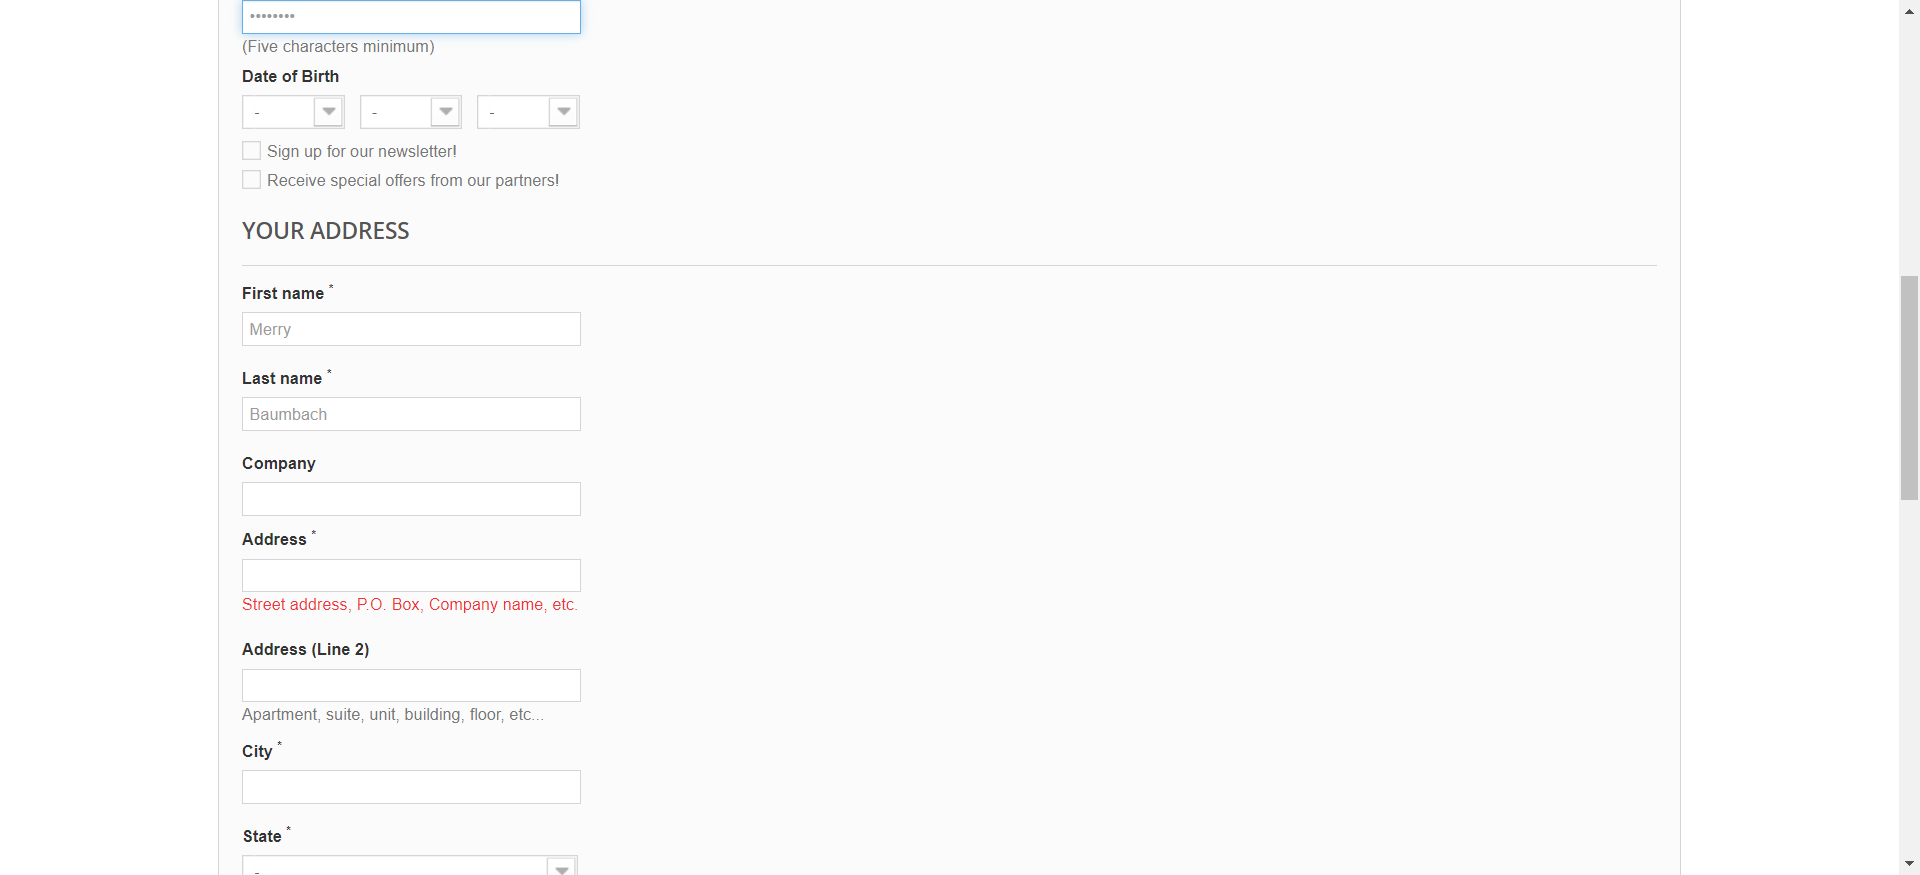 ••••••••
(Five characters minimum)
Date of Birth
- - -
Sign up for our newsletter!
Receive special offers from our partners!
YOUR ADDRESS
First name *
Merry
Last name *
Baumbach
Company
Address *
Street address, P.O. Box, Company name, etc.
Address (Line 2)
Apartment, suite, unit, building, floor, etc...
City *
State *
-